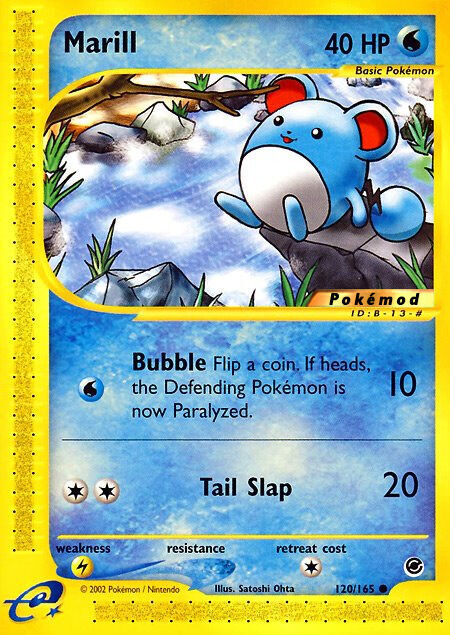 Marill 40 HP
Basic Pokémon
Pokémod
ID:B-13-#
Bubble Flip a coin. If heads,
the Defending Pokémon is 10
now Paralyzed.
Tail Slap 20
weakness resistance retreat cost
© 2002 Pokémon / Nintendo Illus. Satoshi Ohta 120/165
e